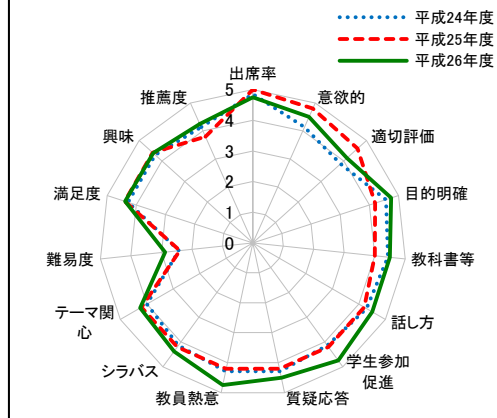 平成24年度
平成25年度
平成26年度
出席率
意欲的
適切評価
目的明確
教科書等
話し方
学生参加
促進
質疑応答
教員熱意
シラバス
テーマ関
心
難易度
満足度
興味
推薦度
5
4
3
2
1
0